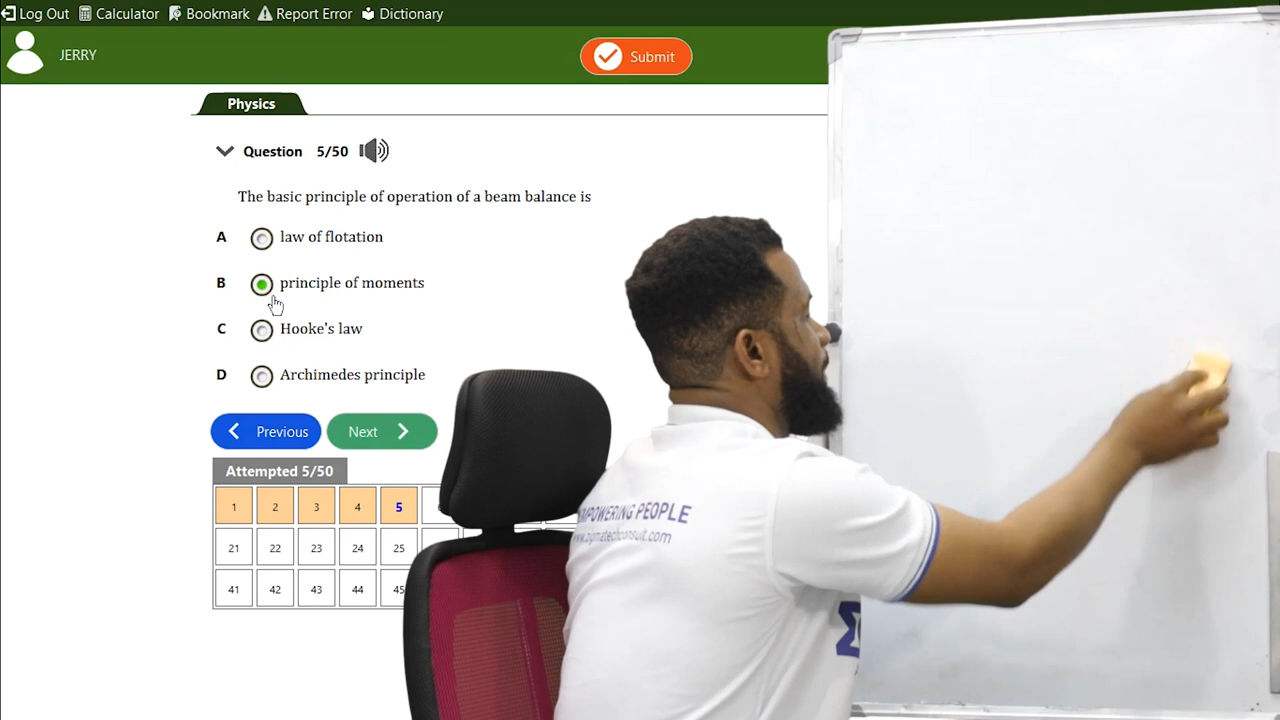 Log Out Calculator Bookmark Report Error Dictionary
JERRY
Submit
Physics
Question 5/50
The basic principle of operation of a beam balance is
A law of flotation
B principle of moments
C Hooke's law
D Archimedes principle
Previous Next
Attempted 5/50
1 2 3 4 5
21 22 23 24 25
41 42 43 44 45
EMPOWERING PEOPLE